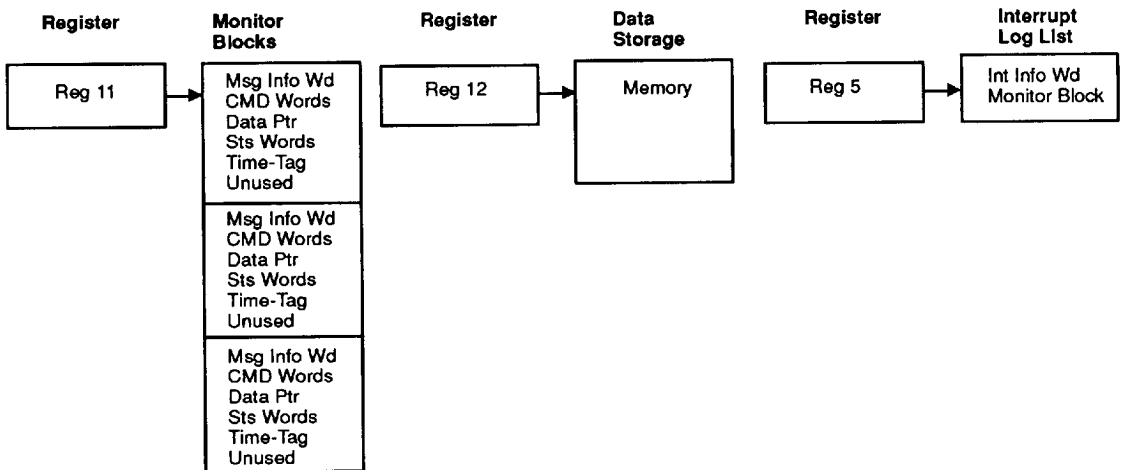 Register
Monitor
Blocks
Register
Data
Storage
Register
Interrupt
Log List
Reg 11
Msg Info Wd
CMD Words
Data Ptr
Sts Words
Time-Tag
Unused
Msg Info Wd
CMD Words
Data Ptr
Sts Words
Time-Tag
Unused
Msg Info Wd
CMD Words
Data Ptr
Sts Words
Time-Tag
Unused
Reg 12
Memory
Reg 5
Int Info Wd
Monitor Block